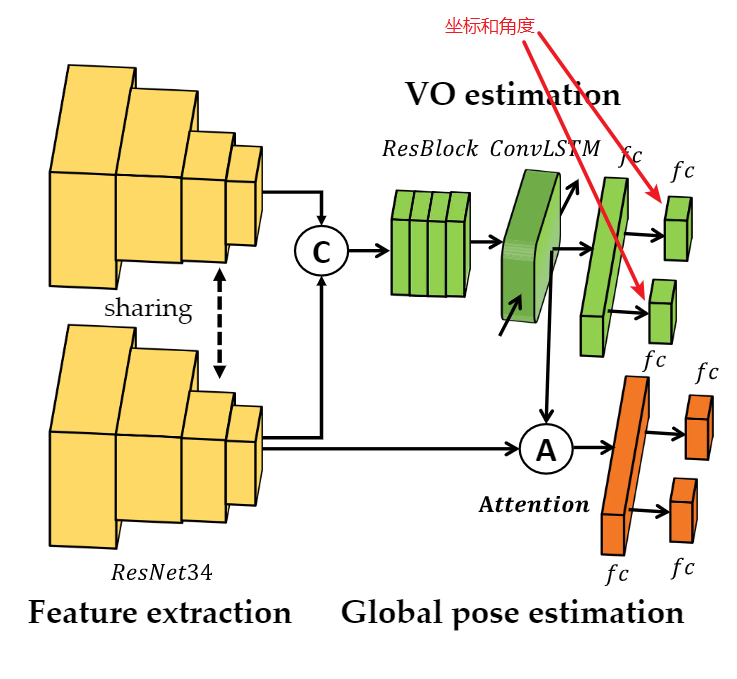 坐标和角度
VO estimation
ResBlock ConvLSTM
fc
fc
C
sharing
fc
fc
A
Attention
ResNet34
fc
fc
Feature extraction
Global pose estimation